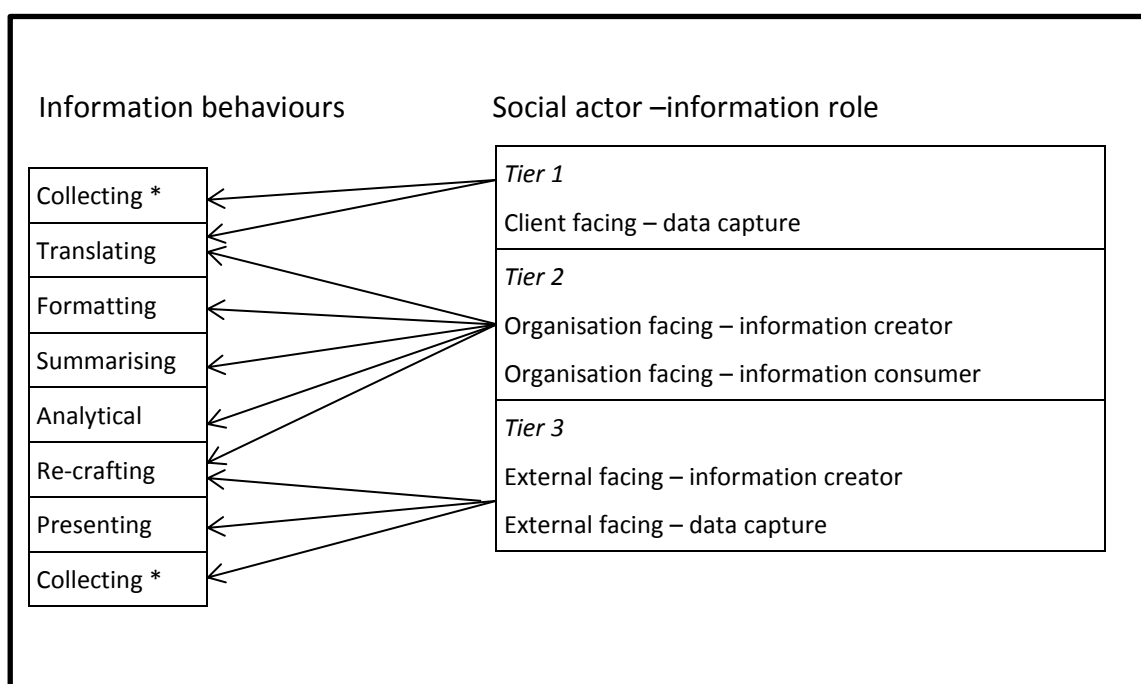 Information behaviours
Social actor –information role
Collecting *
Translating
Formatting
Summarising
Analytical
Re-crafting
Presenting
Collecting *
Tier 1
Client facing – data capture
Tier 2
Organisation facing – information creator
Organisation facing – information consumer
Tier 3
External facing – information creator
External facing – data capture